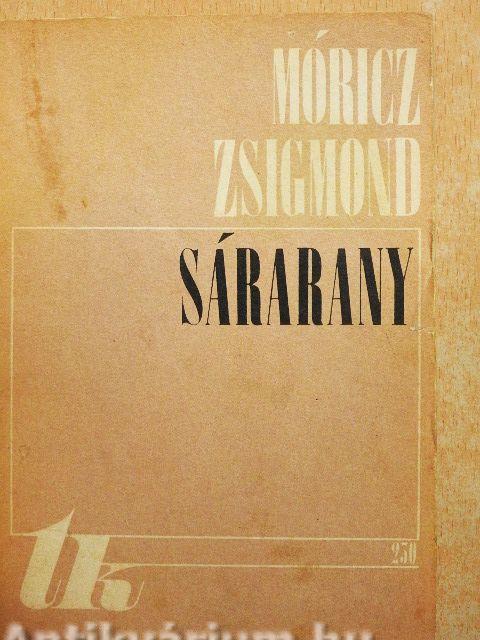 MÓRICZ
ZSIGMOND
SÁRARANY
tk
250
Antikvárium.hu